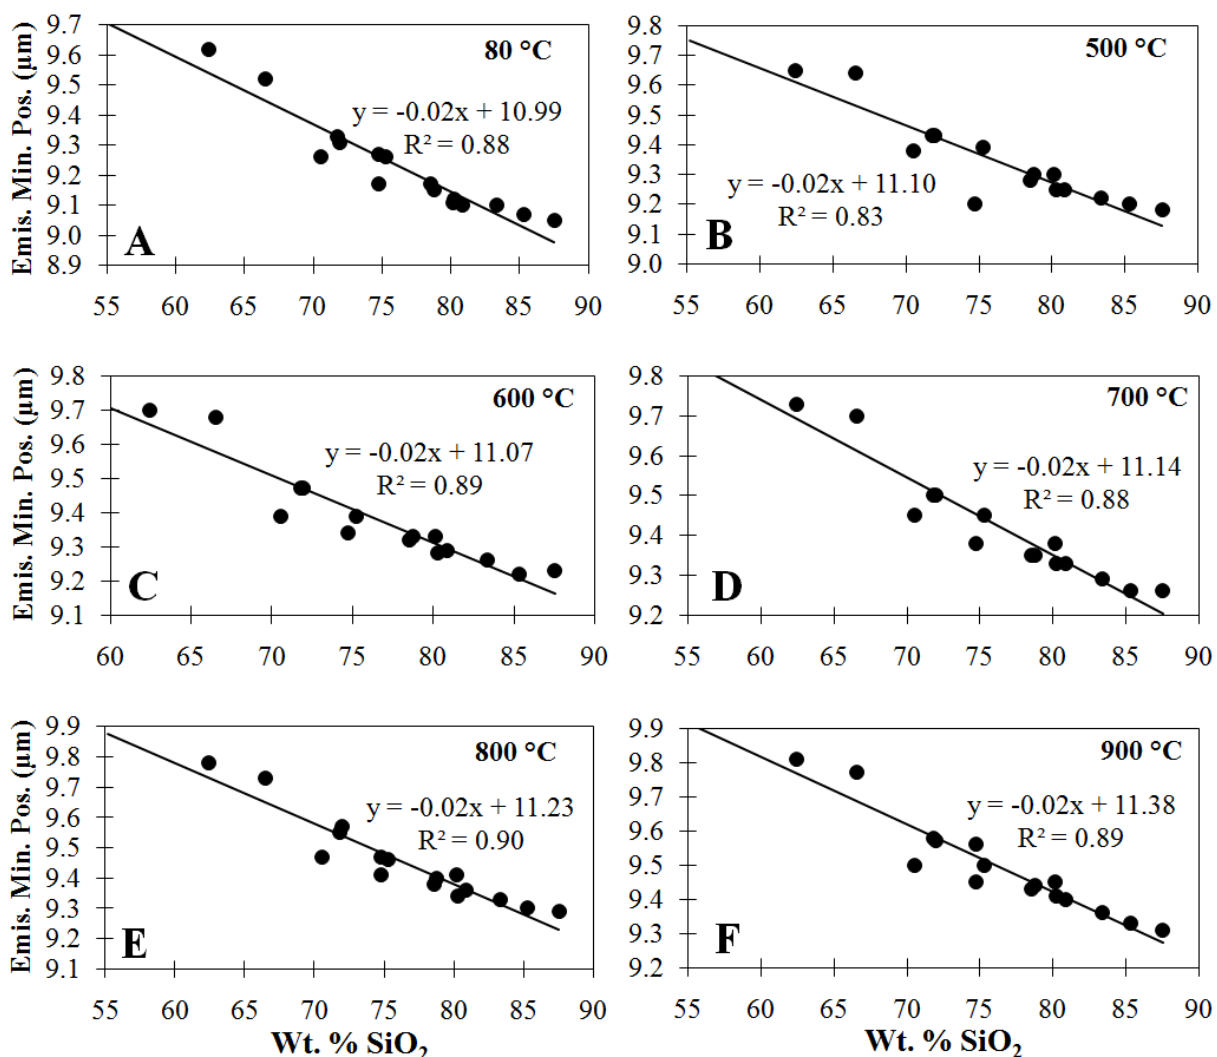 Emis. Min. Pos. (µm)
9.7
9.6
9.5
9.4
9.3
9.2
9.1
9.0
8.9
80 °C
y = -0.02x + 10.99
R² = 0.88
A
55 60 65 70 75 80 85 90
9.8
9.7
9.6
9.5
9.4
9.3
9.2
9.1
9.0
500 °C
y = -0.02x + 11.10
R² = 0.83
B
55 60 65 70 75 80 85 90
Emis. Min. Pos. (µm)
9.8
9.7
9.6
9.5
9.4
9.3
9.2
9.1
600 °C
y = -0.02x + 11.07
R² = 0.89
C
60 65 70 75 80 85 90
9.8
9.7
9.6
9.5
9.4
9.3
9.2
700 °C
y = -0.02x + 11.14
R² = 0.88
D
55 60 65 70 75 80 85 90
Emis. Min. Pos. (µm)
9.9
9.8
9.7
9.6
9.5
9.4
9.3
9.2
9.1
800 °C
y = -0.02x + 11.23
R² = 0.90
E
55 60 65 70 75 80 85 90
Wt. % SiO₂
9.9
9.8
9.7
9.6
9.5
9.4
9.3
9.2
900 °C
y = -0.02x + 11.38
R² = 0.89
F
55 60 65 70 75 80 85 90
Wt. % SiO₂